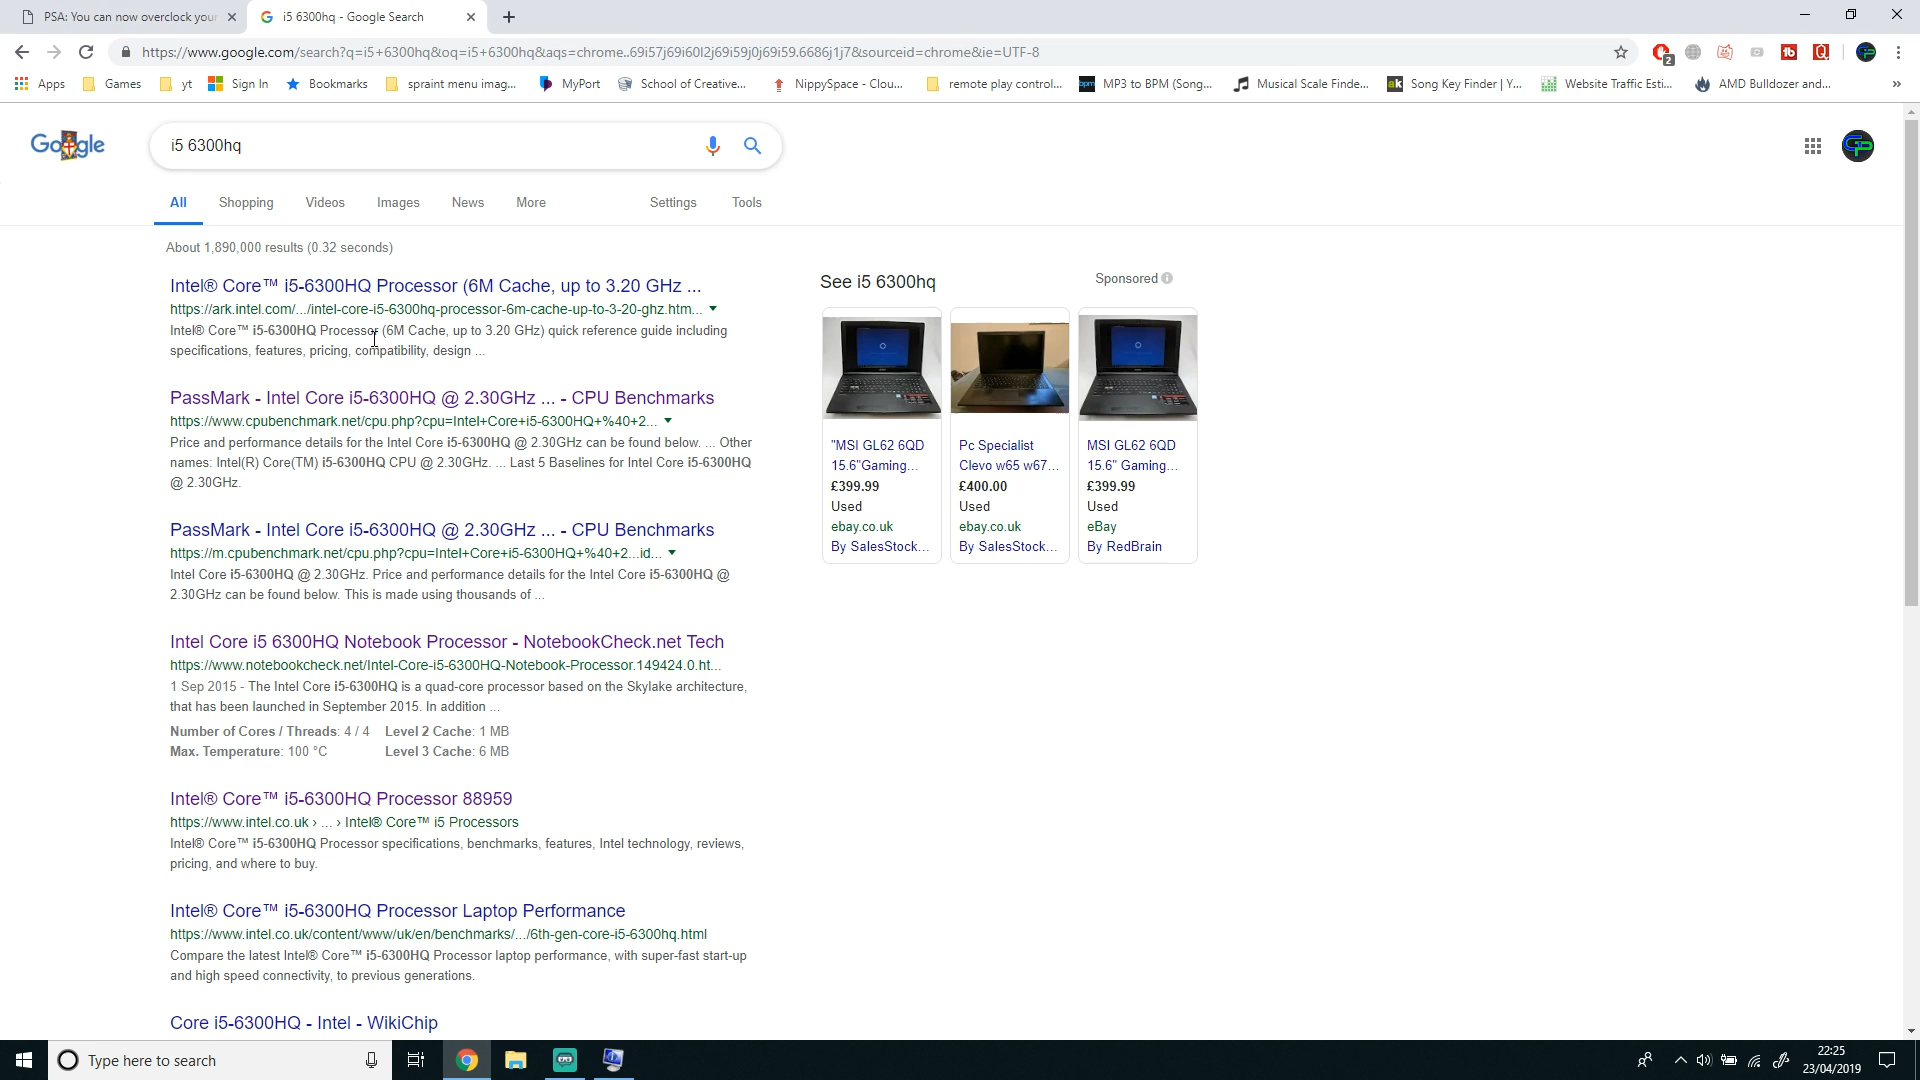 PSA: You can now overclock your
i5 6300hq - Google Search
https://www.google.com/search?q=i5+6300hq&oq=i5+6300hq&aqs=chrome..69i57j69i60l2j69i59j0j69i59.6686j1j7&sourceid=chrome&ie=UTF-8
2
Apps
Games
yt
Sign In
Bookmarks
spraint menu imag...
MyPort
School of Creative...
NippySpace - Clou...
remote play control...
MP3 to BPM (Song...
Musical Scale Finde...
Song Key Finder | Y...
Website Traffic Esti...
AMD Bulldozer and...
»
Google
i5 6300hq
All
Shopping
Videos
Images
News
More
Settings
Tools
About 1,890,000 results (0.32 seconds)
Intel® Core™ i5-6300HQ Processor (6M Cache, up to 3.20 GHz ...
https://ark.intel.com/.../intel-core-i5-6300hq-processor-6m-cache-up-to-3-20-ghz.htm...
Intel® Core™ i5-6300HQ Processor (6M Cache, up to 3.20 GHz) quick reference guide including
specifications, features, pricing, compatibility, design ...
PassMark - Intel Core i5-6300HQ @ 2.30GHz ... - CPU Benchmarks
https://www.cpubenchmark.net/cpu.php?cpu=Intel+Core+i5-6300HQ+%40+2...
Price and performance details for the Intel Core i5-6300HQ @ 2.30GHz can be found below. ... Other
names: Intel(R) Core(TM) i5-6300HQ CPU @ 2.30GHz. ... Last 5 Baselines for Intel Core i5-6300HQ
@ 2.30GHz.
PassMark - Intel Core i5-6300HQ @ 2.30GHz ... - CPU Benchmarks
https://m.cpubenchmark.net/cpu.php?cpu=Intel+Core+i5-6300HQ+%40+2...id...
Intel Core i5-6300HQ @ 2.30GHz. Price and performance details for the Intel Core i5-6300HQ @
2.30GHz can be found below. This is made using thousands of ...
Intel Core i5 6300HQ Notebook Processor - NotebookCheck.net Tech
https://www.notebookcheck.net/Intel-Core-i5-6300HQ-Notebook-Processor.149424.0.ht...
1 Sep 2015 - The Intel Core i5-6300HQ is a quad-core processor based on the Skylake architecture,
that has been launched in September 2015. In addition ...
Number of Cores / Threads: 4 / 4 Level 2 Cache: 1 MB
Max. Temperature: 100 °C Level 3 Cache: 6 MB
Intel® Core™ i5-6300HQ Processor 88959
https://www.intel.co.uk › ... › Intel® Core™ i5 Processors
Intel® Core™ i5-6300HQ Processor specifications, benchmarks, features, Intel technology, reviews,
pricing, and where to buy.
Intel® Core™ i5-6300HQ Processor Laptop Performance
https://www.intel.co.uk/content/www/uk/en/benchmarks/.../6th-gen-core-i5-6300hq.html
Compare the latest Intel® Core™ i5-6300HQ Processor laptop performance, with super-fast start-up
and high speed connectivity, to previous generations.
Core i5-6300HQ - Intel - WikiChip
See i5 6300hq
Sponsored
"MSI GL62 6QD
15.6"Gaming...
£399.99
Used
ebay.co.uk
By SalesStock...
Pc Specialist
Clevo w65 w67...
£400.00
Used
ebay.co.uk
By SalesStock...
MSI GL62 6QD
15.6" Gaming...
£399.99
Used
eBay
By RedBrain
Type here to search
22:25
23/04/2019